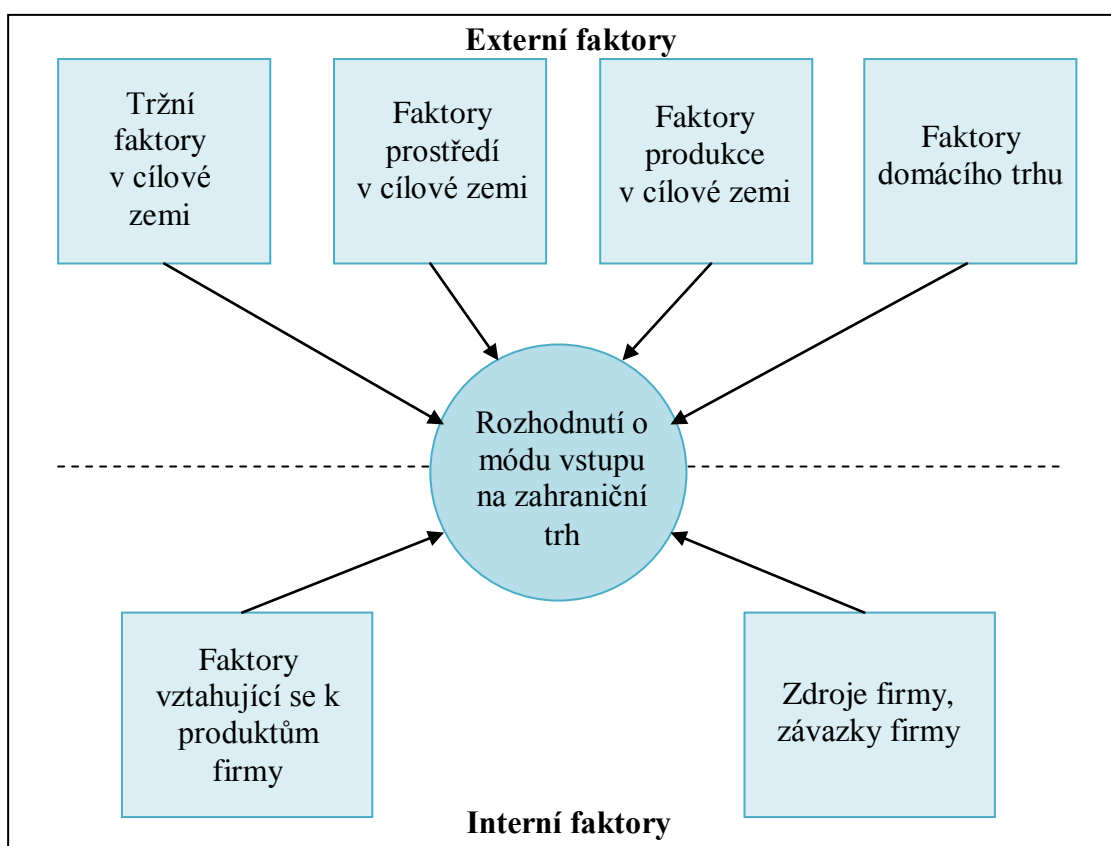 Externí faktory
Tržní
faktory
v cílové
zemi
Faktory
prostředí
v cílové zemi
Faktory
produkce
v cílové zemi
Faktory
domácího trhu
Rozhodnutí o
módu vstupu
na zahraniční
trh
Faktory
vztahující se k
produktům
firmy
Zdroje firmy,
závazky firmy
Interní faktory